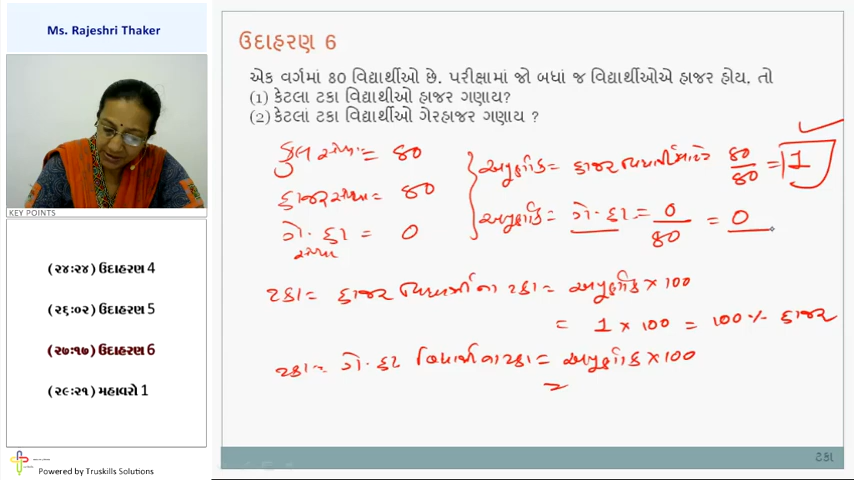 Ms. Rajeshri Thaker
KEY POINTS
(૨૪:૨૪) ઉદાહરણ 4
(૨૬:૦૨) ઉદાહરણ 5
(૨૭:૧૭) ઉદાહરણ 6
(૨૯:૨૧) મહાવરો 1
Powered by Truskills Solutions
ઉદાહરણ 6
એક વર્ગમાં 80 વિદ્યાર્થીઓ છે. પરીક્ષામાં જો બધાં જ વિદ્યાર્થીઓએ હાજર હોય, તો
(1) કેટલા ટકા વિદ્યાથીઓ હાજર ગણાય?
(2) કેટલાં ટકા વિદ્યાર્થીઓ ગેરહાજર ગણાય ?
કુલ સંખ્યા = 80
હાજર સંખ્યા = 80
ગે. હા = 0
સંખ્યા
અપૂર્ણાંક = હાજર વિદ્યાર્થી માટે 80/80 = 1
અપૂર્ણાંક = ગે. હા = 0/80 = 0
ટકા = હાજર વિદ્યાર્થીના ટકા = અપૂર્ણાંક × 100
= 1 × 100 = 100% હાજર
ટકા = ગે. હાજર વિદ્યાર્થીના ટકા = અપૂર્ણાંક × 100
=
ટકા